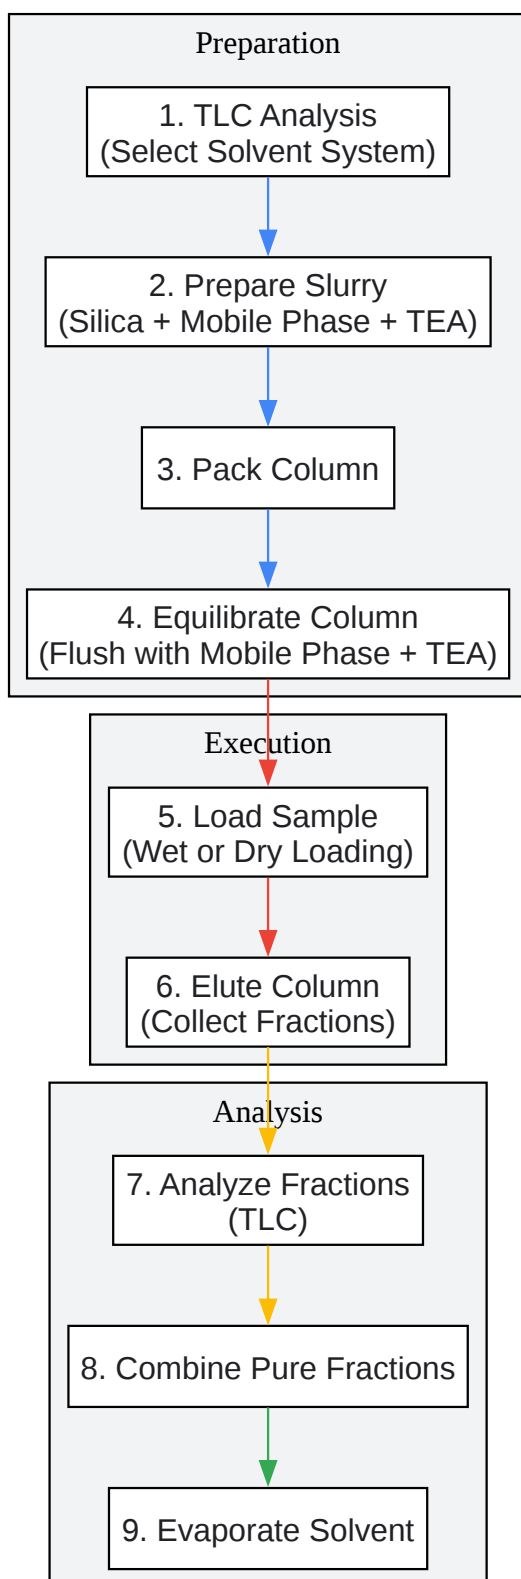 Preparation
1. TLC Analysis
(Select Solvent System)
2. Prepare Slurry
(Silica + Mobile Phase + TEA)
3. Pack Column
4. Equilibrate Column
(Flush with Mobile Phase + TEA)
Execution
5. Load Sample
(Wet or Dry Loading)
6. Elute Column
(Collect Fractions)
Analysis
7. Analyze Fractions
(TLC)
8. Combine Pure Fractions
9. Evaporate Solvent